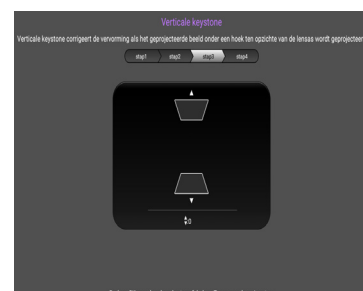 Verticale keystone
Verticale keystone corrigeert de vervorming als het geprojecteerde beeld onder een hoek ten opzichte van de lensas wordt geprojecteer
stap1 stap2 stap3 stap4
0